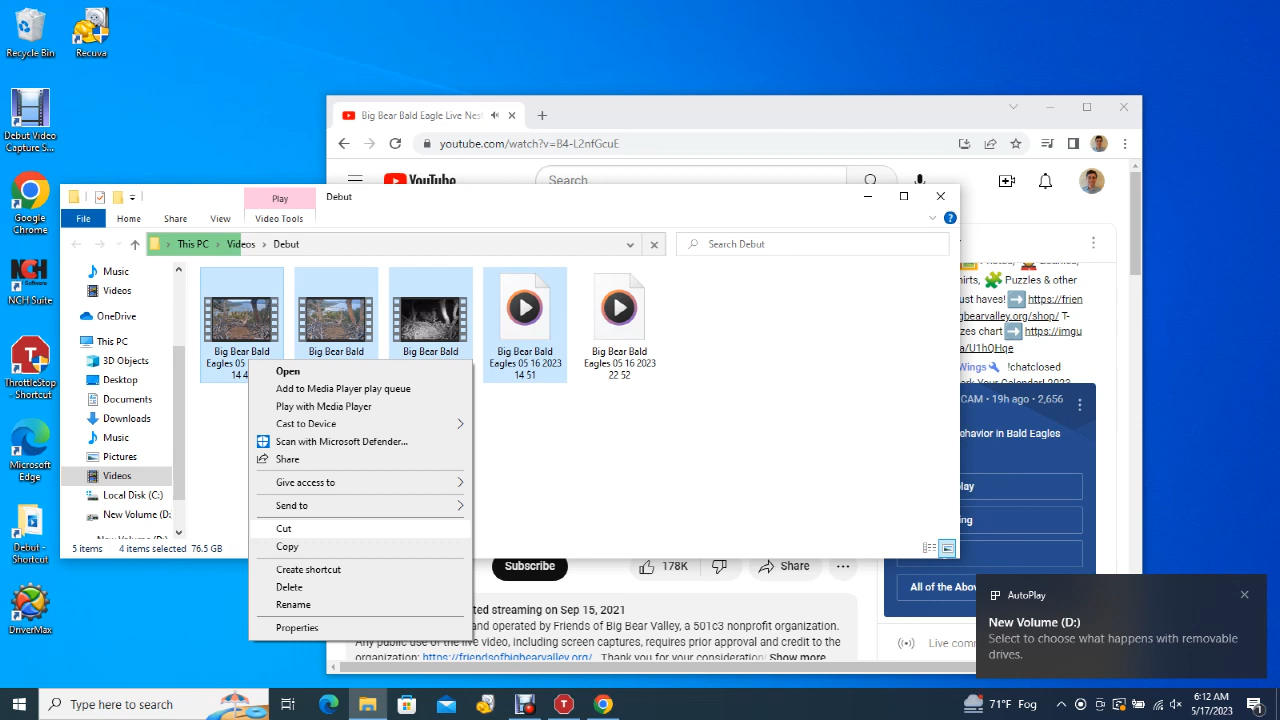 Recycle Bin
Recuva
Debut Video
Capture S...
Google
Chrome
NCH
Software
NCH Suite
ThrottleStop
- Shortcut
Microsoft
Edge
Debut -
Shortcut
DriverMax
Big Bear Bald Eagle Live Nest
youtube.com/watch?v=B4-L2nfGcuE
YouTube
Search
Play
Debut
File
Home
Share
View
Video Tools
This PC
Videos
Debut
Search Debut
Music
Videos
OneDrive
This PC
3D Objects
Desktop
Documents
Downloads
Music
Pictures
Videos
Local Disk (C:)
New Volume (D:
5 items
4 items selected 76.5 GB
Big Bear Bald
Eagles 05
14 4
Big Bear Bald
Big Bear Bald
Big Bear Bald
Eagles 05 16 2023
14 51
Big Bear Bald
Eagles 05 16 2023
22 52
Open
Add to Media Player play queue
Play with Media Player
Cast to Device
Scan with Microsoft Defender...
Share
Give access to
Send to
Cut
Copy
Create shortcut
Delete
Rename
Properties
hirts, 🧩 Puzzles & other
ust haves! ➡ https://frien
bearvalley.org/shop/ T-
zes chart ➡ https://imgu
/U1hQHqe
Wings🔧 !chatclosed
CAM • 19h ago • 2,656
ehavior in Bald Eagles
lay
ing
All of the Abov
Live comm
Subscribe
178K
Share
ted streaming on Sep 15, 2021
and operated by Friends of Big Bear Valley, a 501c3 nonprofit organization.
Any public use of the live video, including screen captures, requires prior approval and credit to the
organization: https://friendsofbigbearvalley.org/. Thank you for your consideration Show more
AutoPlay
New Volume (D:)
Select to choose what happens with removable
drives.
Type here to search
71°F Fog
6:12 AM
5/17/2023
1